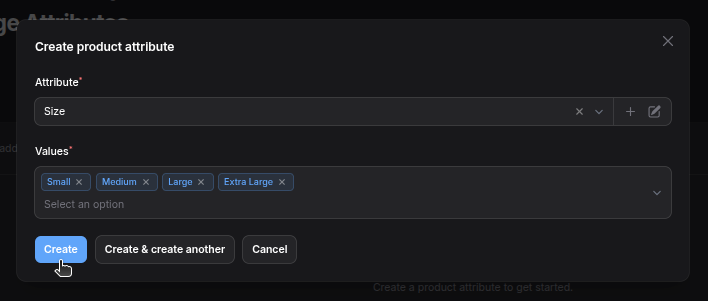 ge Attributes
Create product attribute
Attribute*
Size
add
Values*
Small Medium Large Extra Large
Select an option
Create Create & create another Cancel
Create a product attribute to get started.